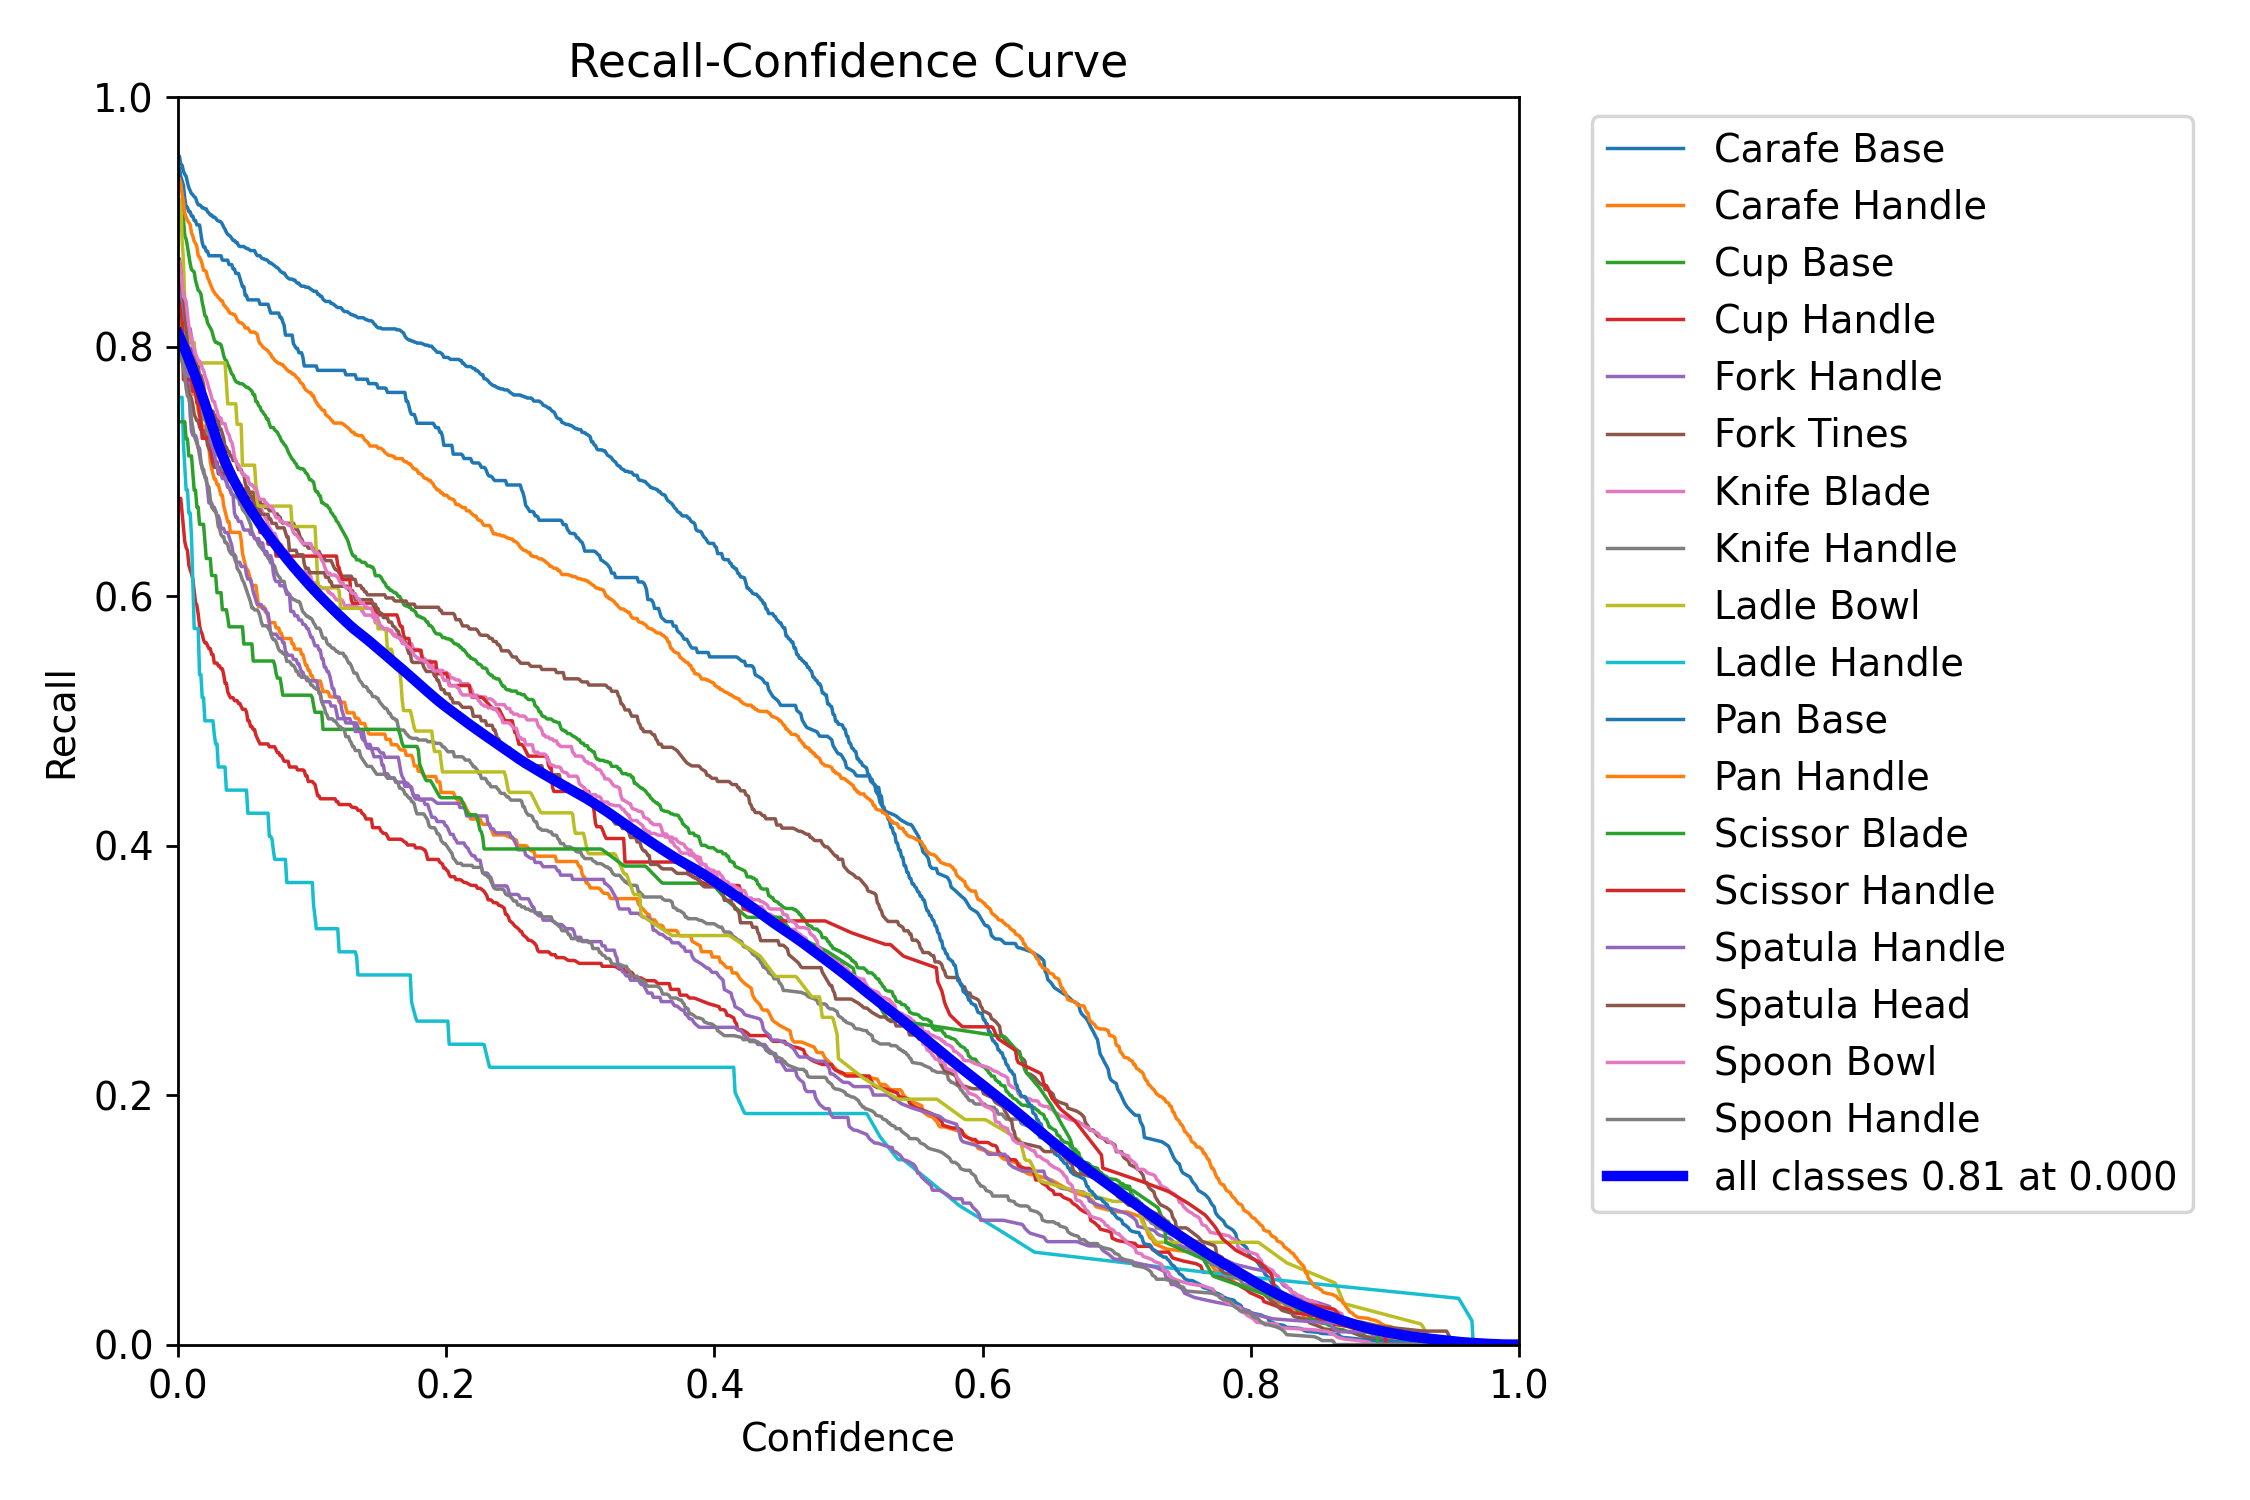 Recall-Confidence Curve
1.0
0.8
0.6
0.4
0.2
0.0
Recall
0.0 0.2 0.4 0.6 0.8 1.0
Confidence
Carafe Base
Carafe Handle
Cup Base
Cup Handle
Fork Handle
Fork Tines
Knife Blade
Knife Handle
Ladle Bowl
Ladle Handle
Pan Base
Pan Handle
Scissor Blade
Scissor Handle
Spatula Handle
Spatula Head
Spoon Bowl
Spoon Handle
all classes 0.81 at 0.000